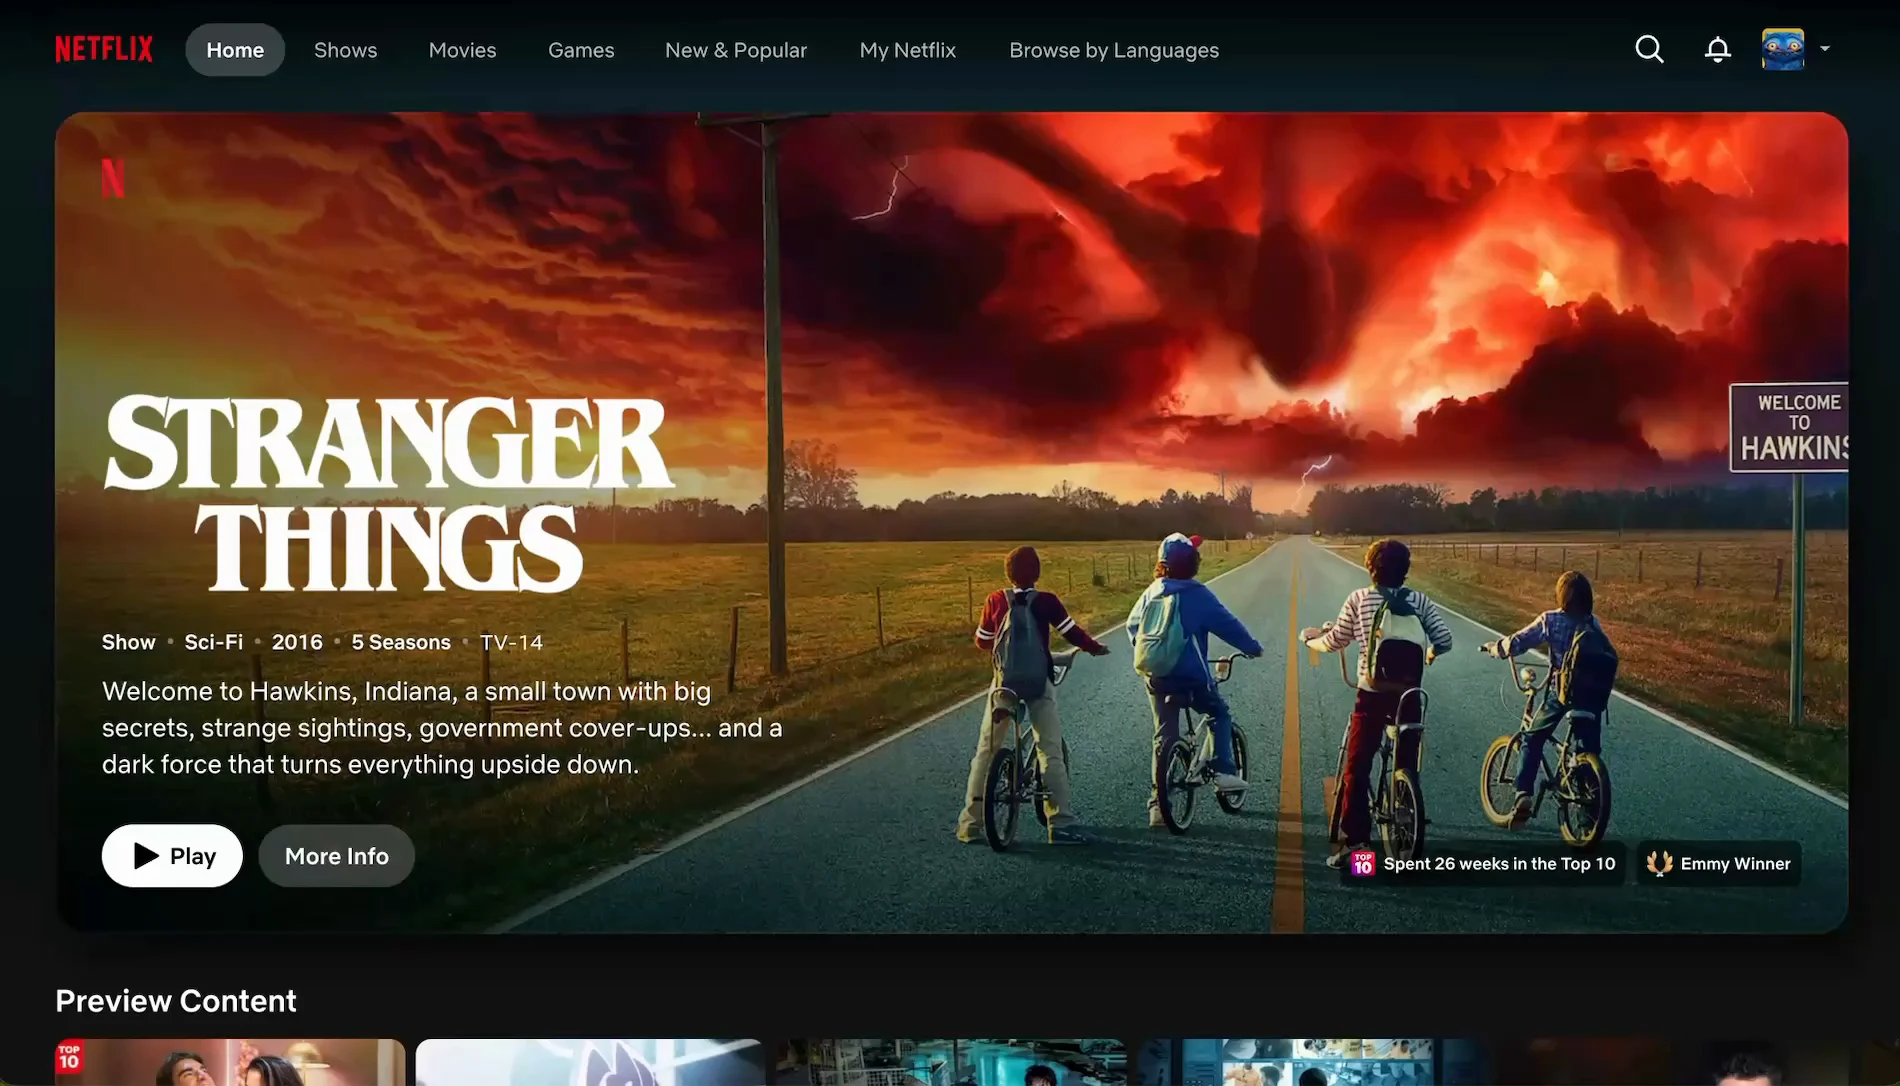 NETFLIX
Home
Shows
Movies
Games
New & Popular
My Netflix
Browse by Languages
N
STRANGER
THINGS
WELCOME
TO
HAWKINS
Show • Sci-Fi • 2016 • 5 Seasons • TV-14
Welcome to Hawkins, Indiana, a small town with big
secrets, strange sightings, government cover-ups... and a
dark force that turns everything upside down.
Play
More Info
TOP
10
Spent 26 weeks in the Top 10
Emmy Winner
Preview Content
TOP
10